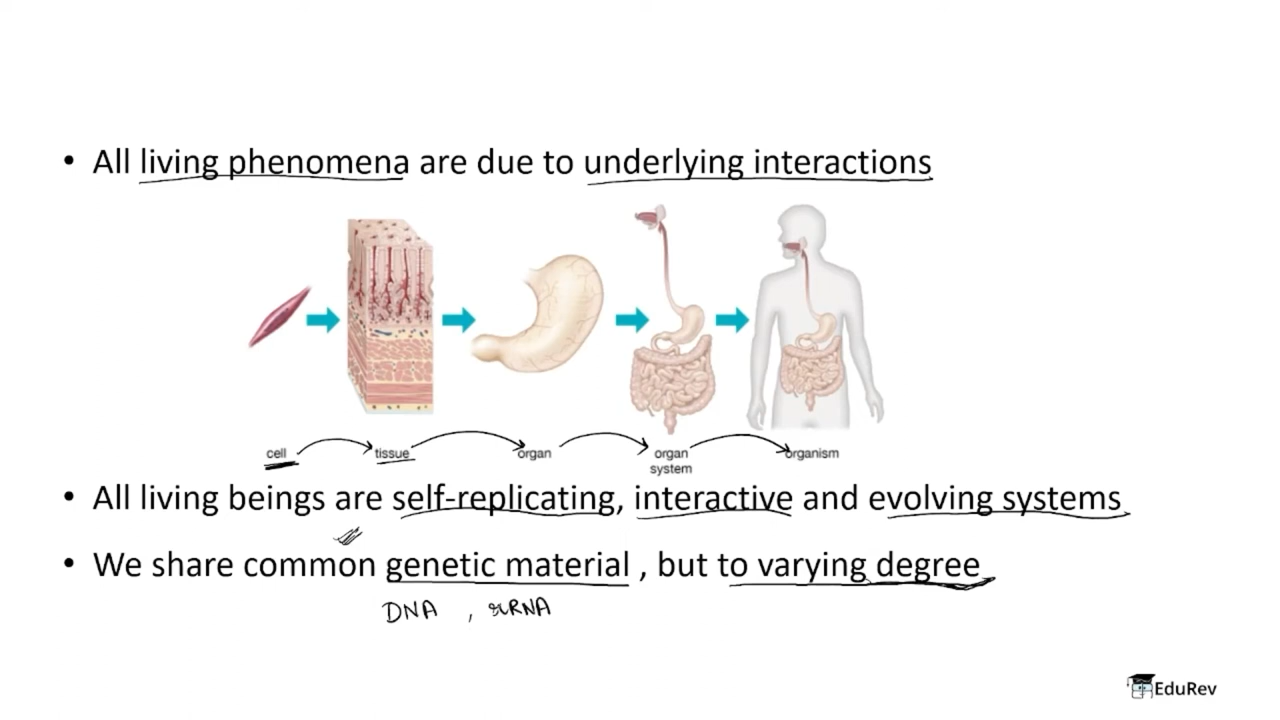 • All living phenomena are due to underlying interactions
cell tissue organ organ system organism
• All living beings are self-replicating, interactive and evolving systems
• We share common genetic material , but to varying degree
DNA , rRNA
EduRev